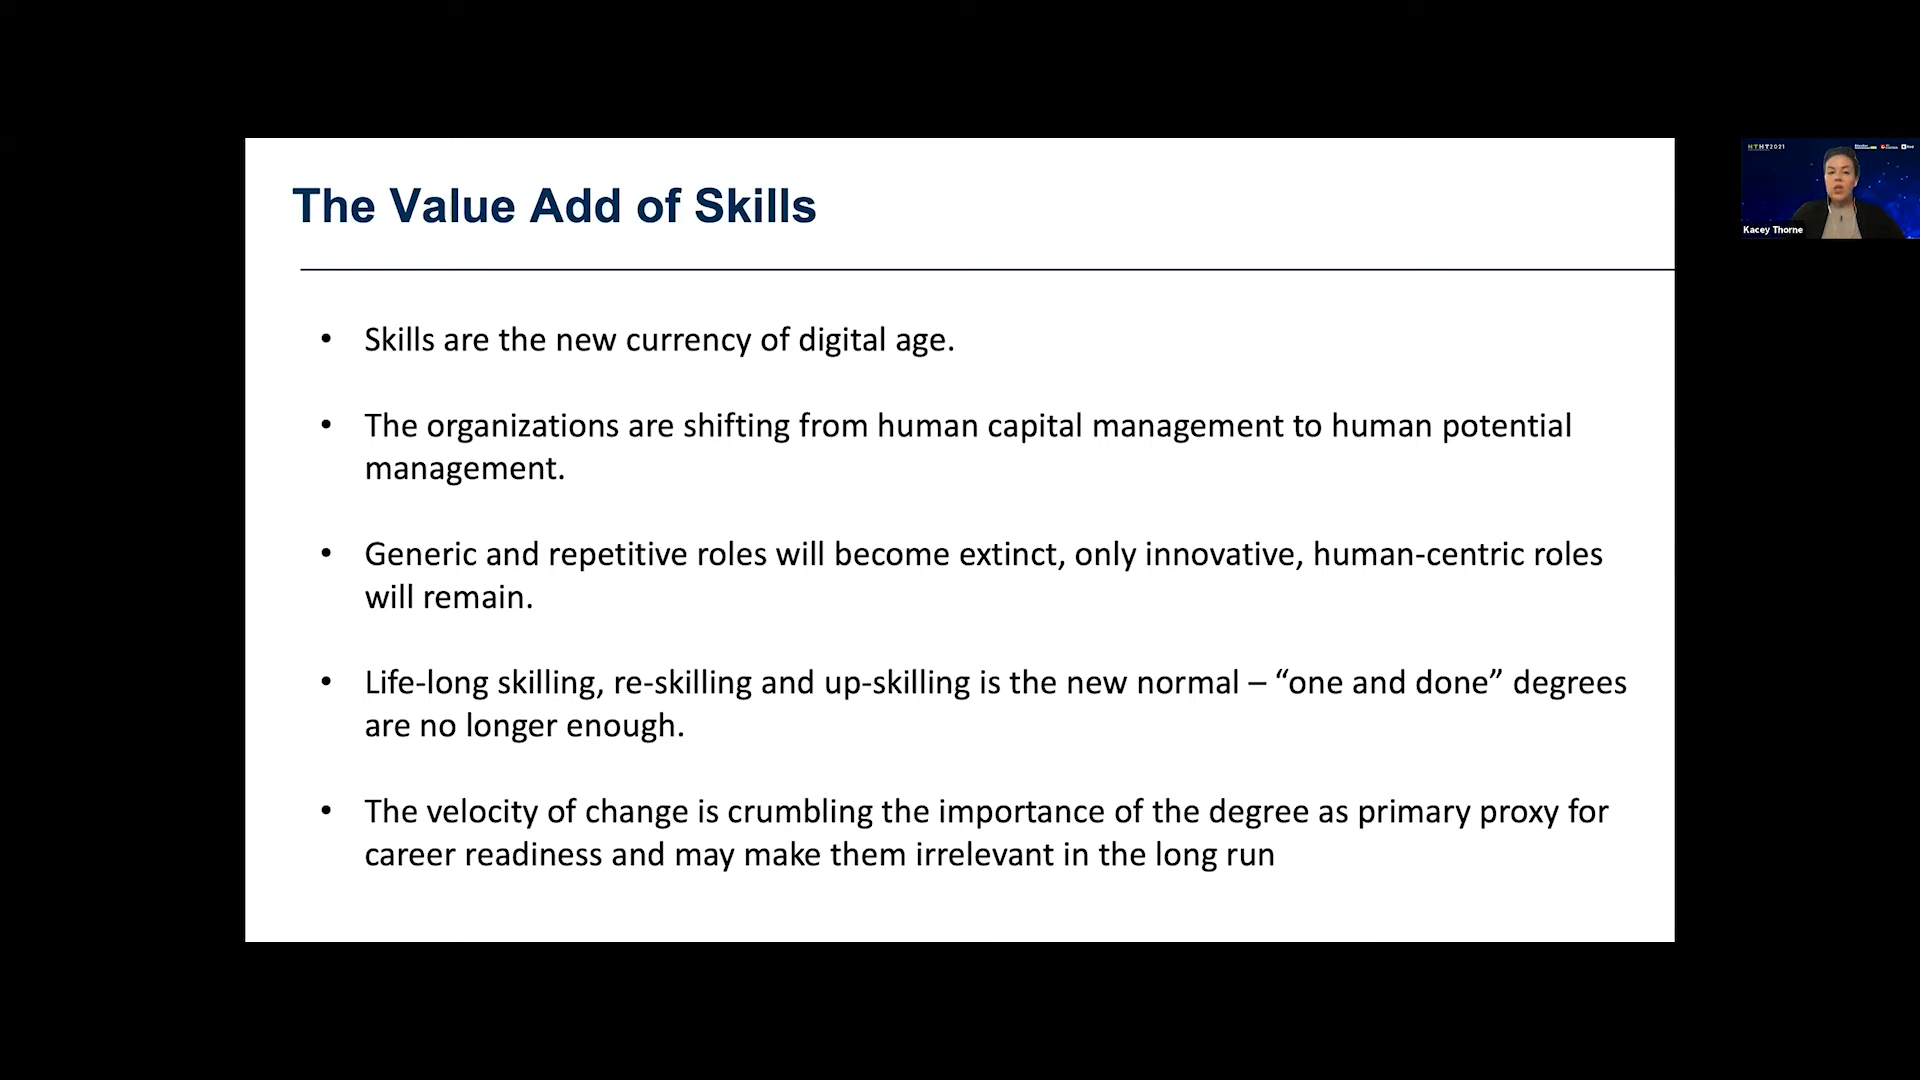 The Value Add of Skills
• Skills are the new currency of digital age.
• The organizations are shifting from human capital management to human potential
management.
• Generic and repetitive roles will become extinct, only innovative, human-centric roles
will remain.
• Life-long skilling, re-skilling and up-skilling is the new normal – “one and done” degrees
are no longer enough.
• The velocity of change is crumbling the importance of the degree as primary proxy for
career readiness and may make them irrelevant in the long run
HTHT2021
Kacey Thorne